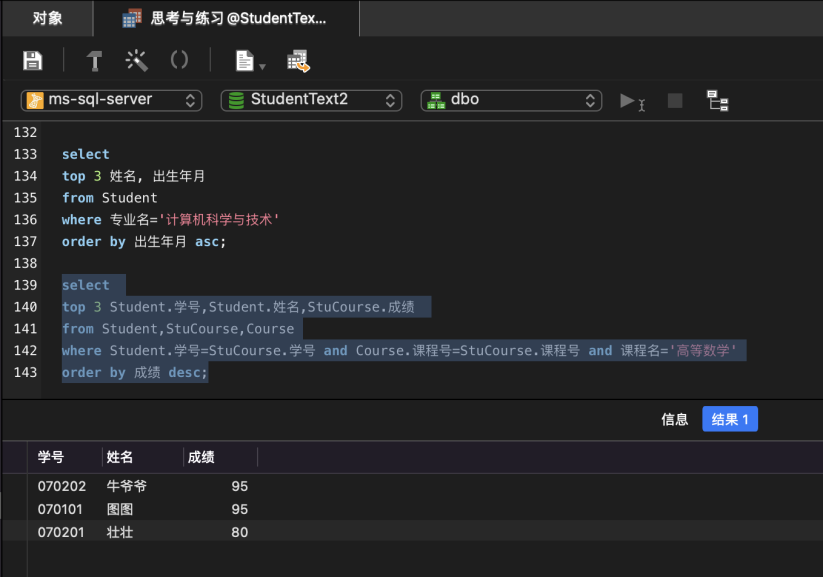 对象 思考与练习@StudentTex...
ms-sql-server StudentText2 dbo
132
133 select
134 top 3 姓名, 出生年月
135 from Student
136 where 专业名='计算机科学与技术'
137 order by 出生年月 asc;
138
139 select
140 top 3 Student.学号,Student.姓名,StuCourse.成绩
141 from Student,StuCourse,Course
142 where Student.学号=StuCourse.学号 and Course.课程号=StuCourse.课程号 and 课程名='高等数学'
143 order by 成绩 desc;
信息 结果 1
学号 姓名 成绩
070202 牛爷爷 95
070101 图图 95
070201 壮壮 80